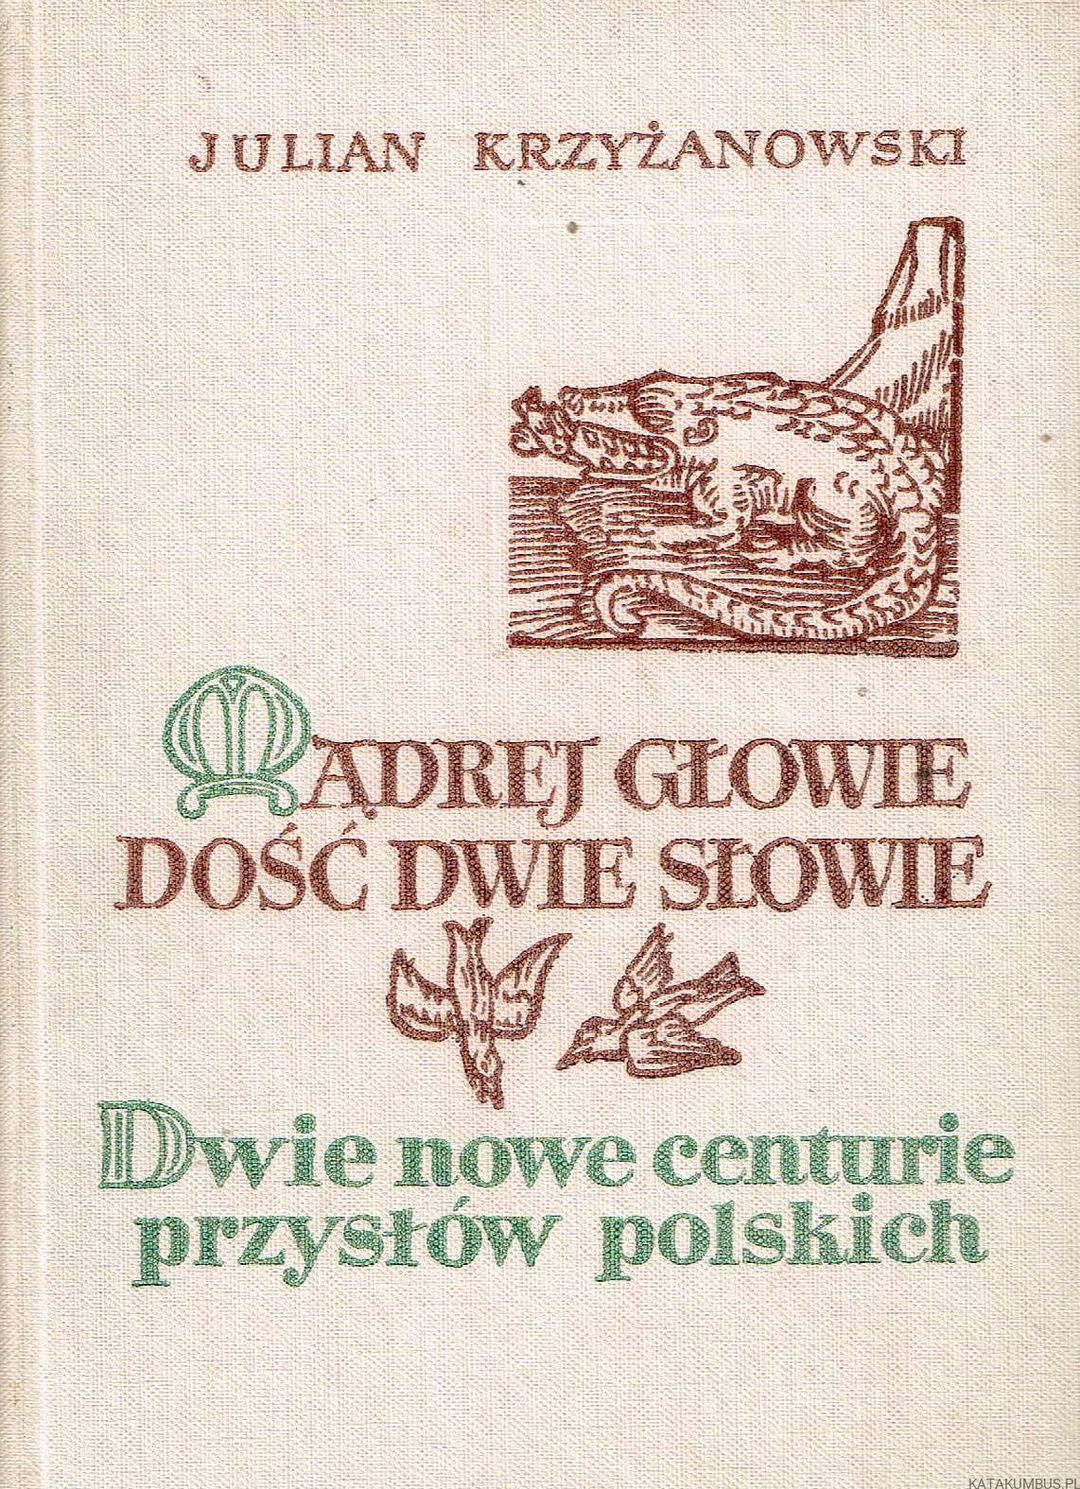 JULIAN KRZYŻANOWSKI
MĄDREJ GŁOWIE
DOŚĆ DWIE SŁOWIE
Dwie nowe centurie
przysłów polskich
KATAKUMBUS.PL